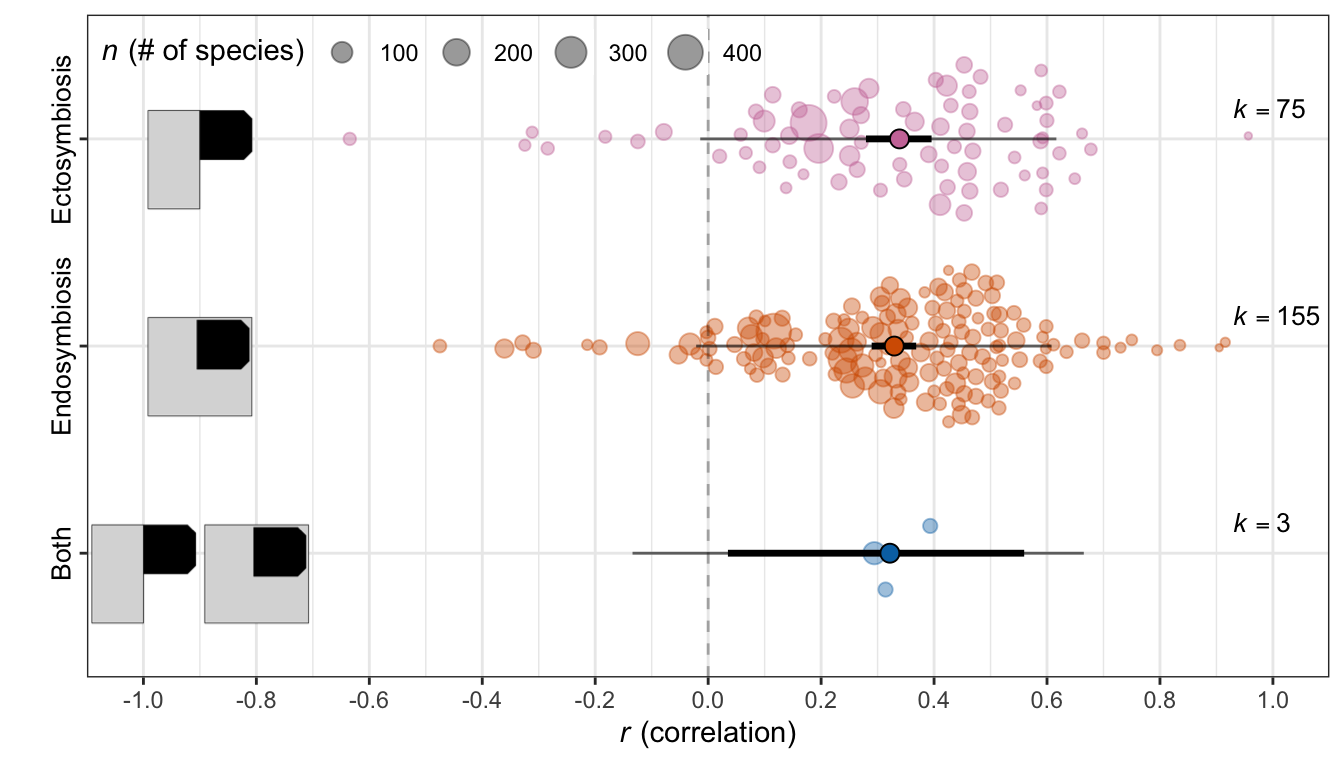 n (# of species) 100 200 300 400
Ectosymbiosis
k = 75
Endosymbiosis
k = 155
Both
k = 3
-1.0 -0.8 -0.6 -0.4 -0.2 0.0 0.2 0.4 0.6 0.8 1.0
r (correlation)